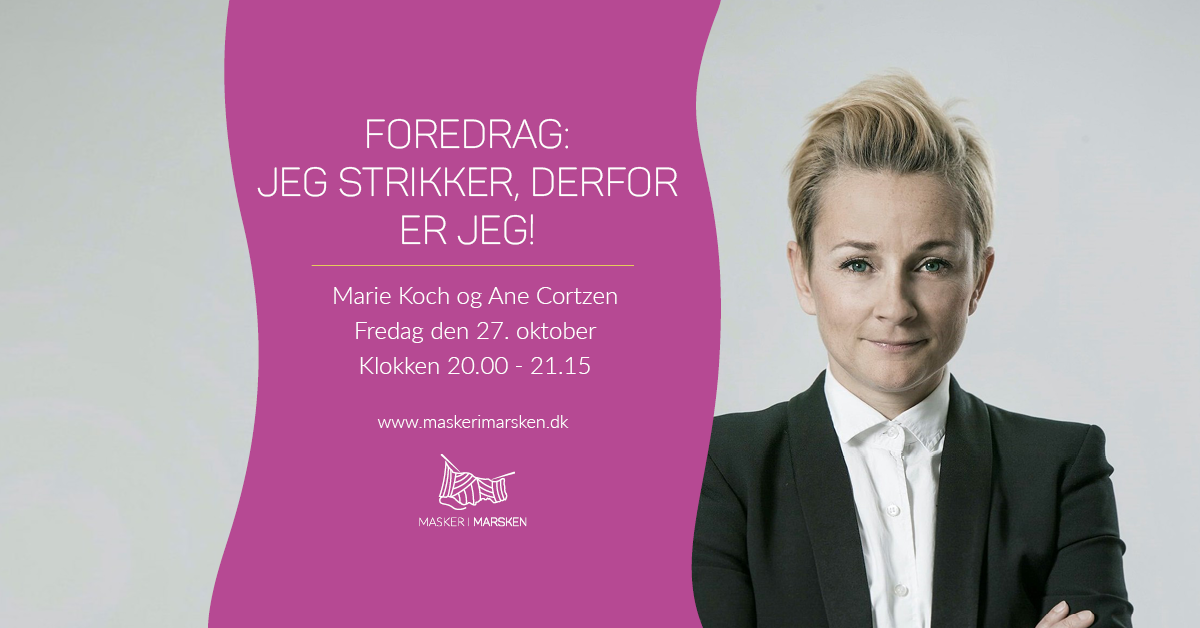 FOREDRAG:
JEG STRIKKER, DERFOR
ER JEG!
Marie Koch og Ane Cortzen
Fredag den 27. oktober
Klokken 20.00 - 21.15
www.maskerimarsken.dk
MASKER I MARSKEN